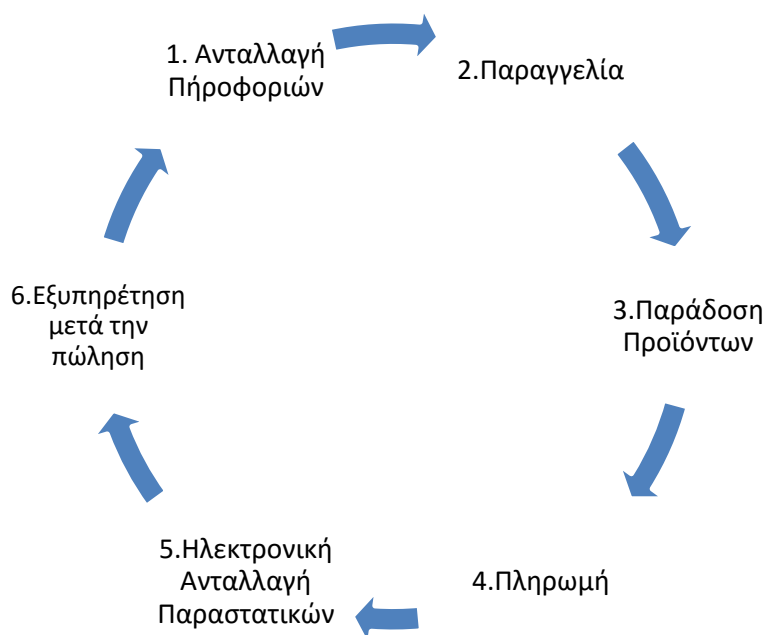 1. Ανταλλαγή
Πήροφοριών
2.Παραγγελία
3.Παράδοση
Προϊόντων
4.Πληρωμή
5.Ηλεκτρονική
Ανταλλαγή
Παραστατικών
6.Εξυπηρέτηση
μετά την
πώληση